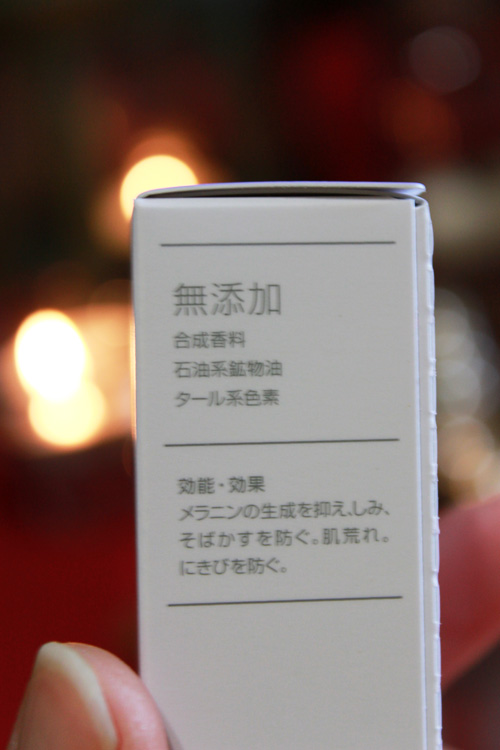 無添加
合成香料
石油系鉱物油
タール系色素
効能・効果
メラニンの生成を抑え、しみ、
そばかすを防ぐ。肌荒れ。
にきびを防ぐ。